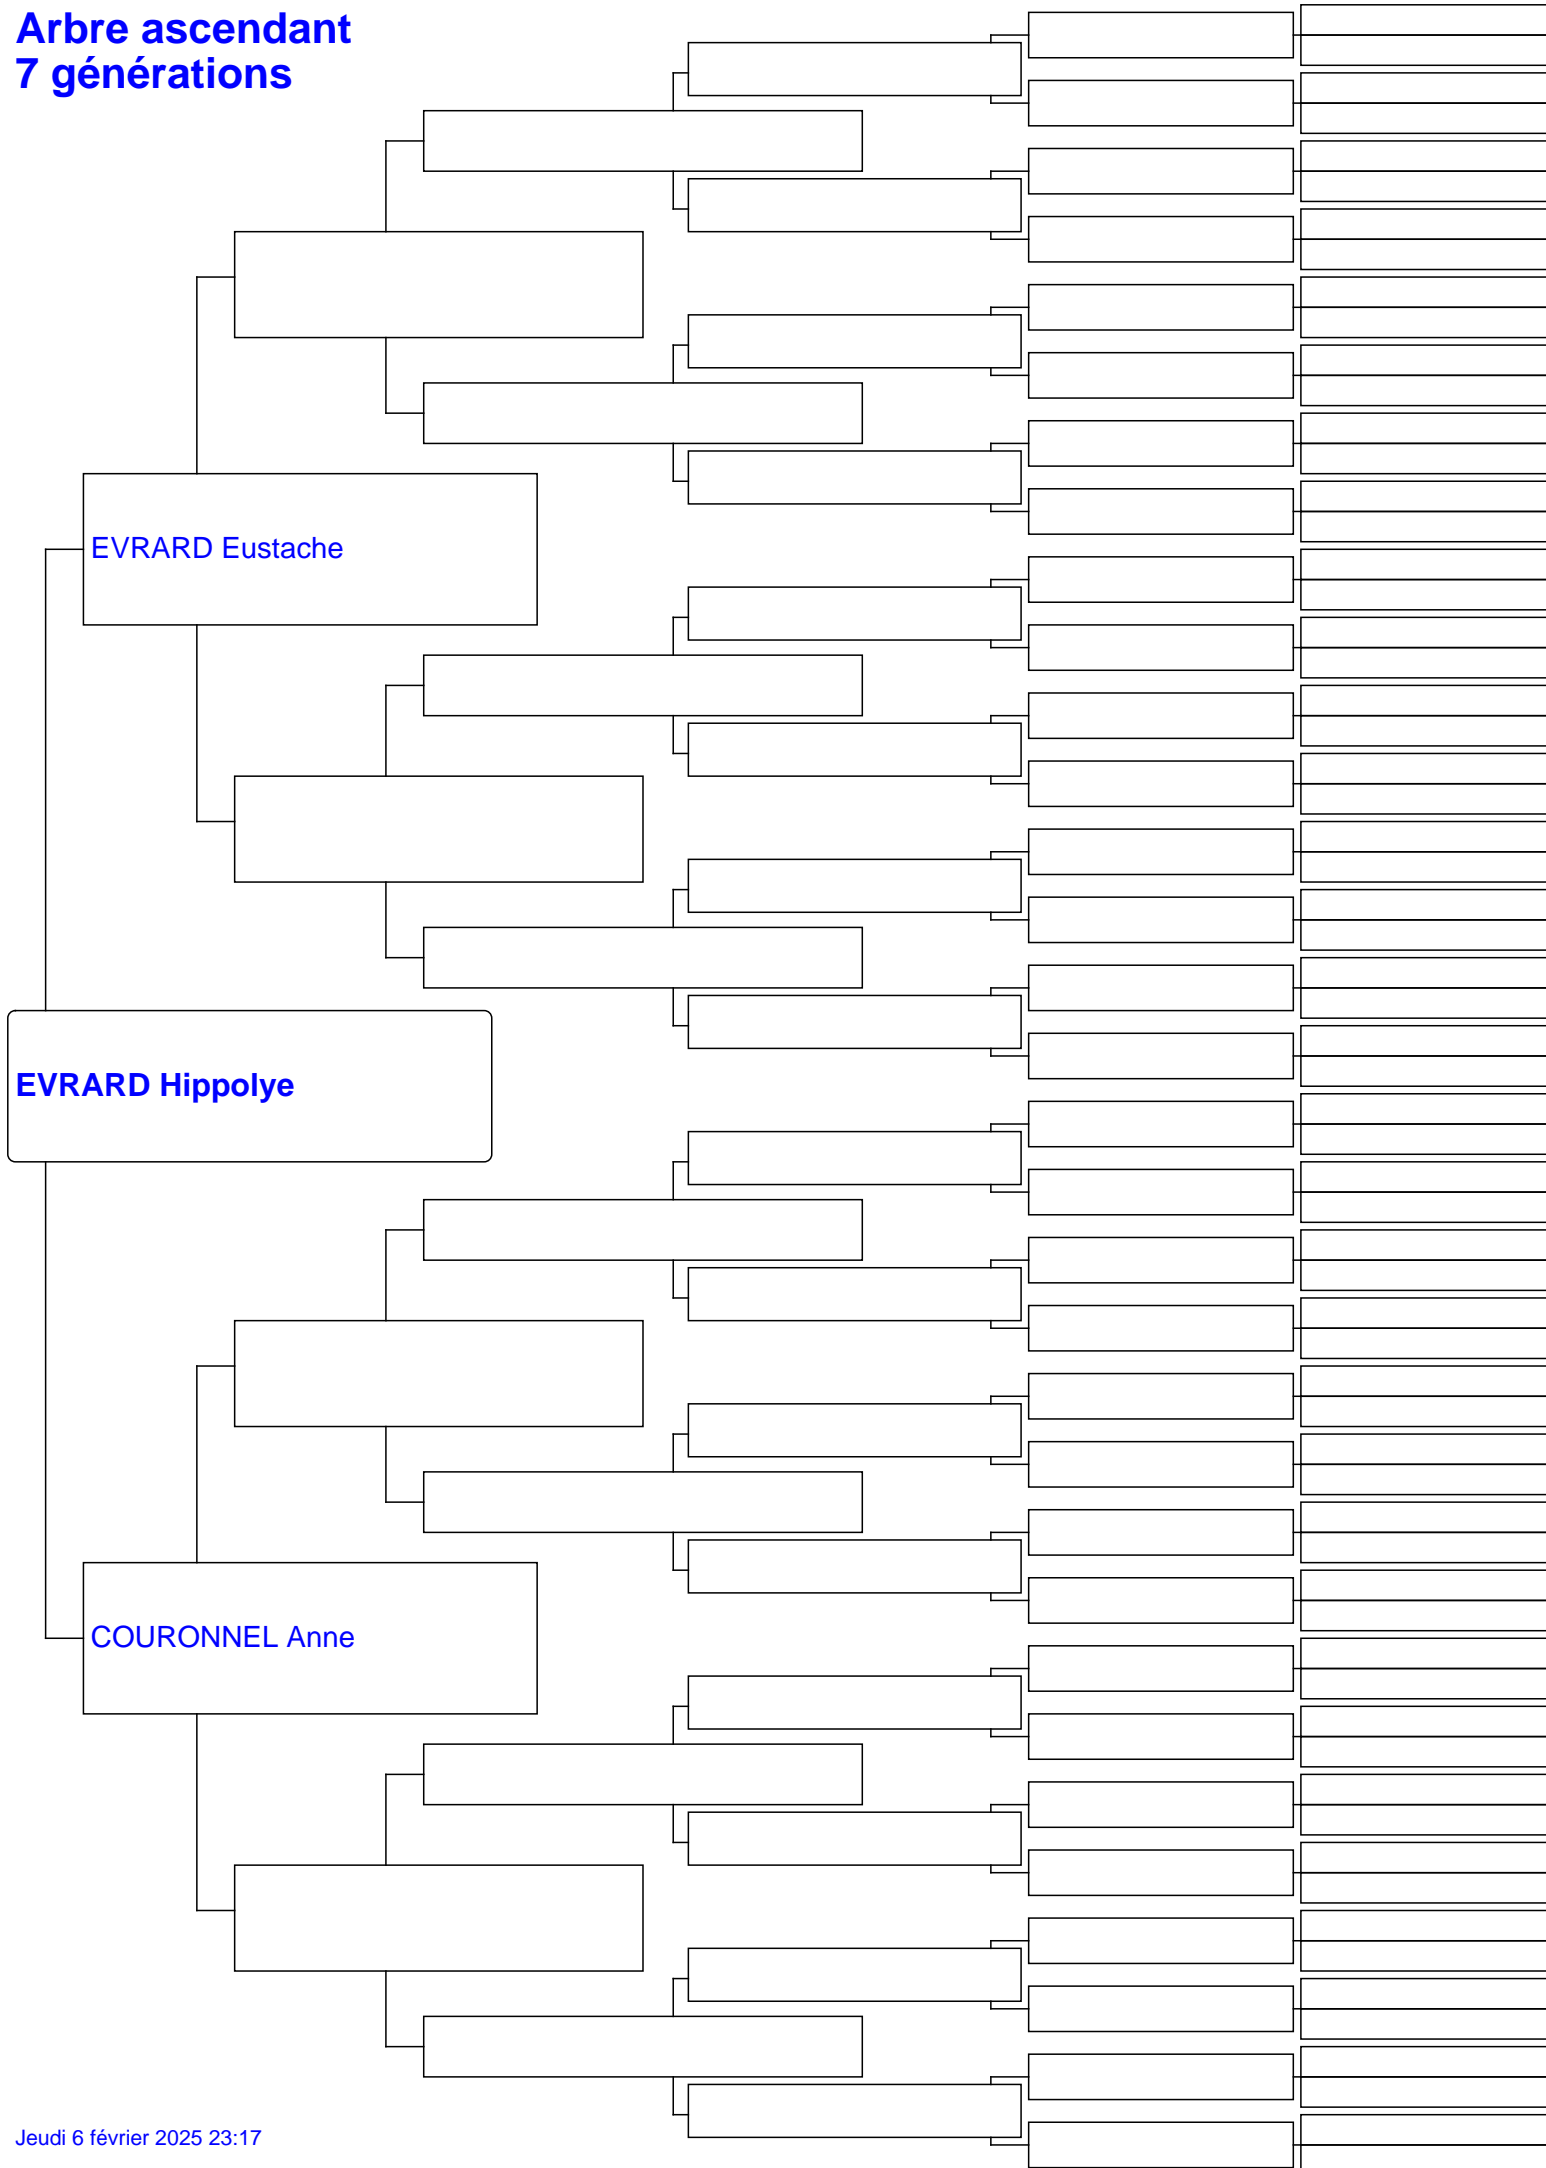 Arbre ascendant
7 générations
EVRARD Eustache
EVRARD Hippolye
COURONNEL Anne
Jeudi 6 février 2025 23:17